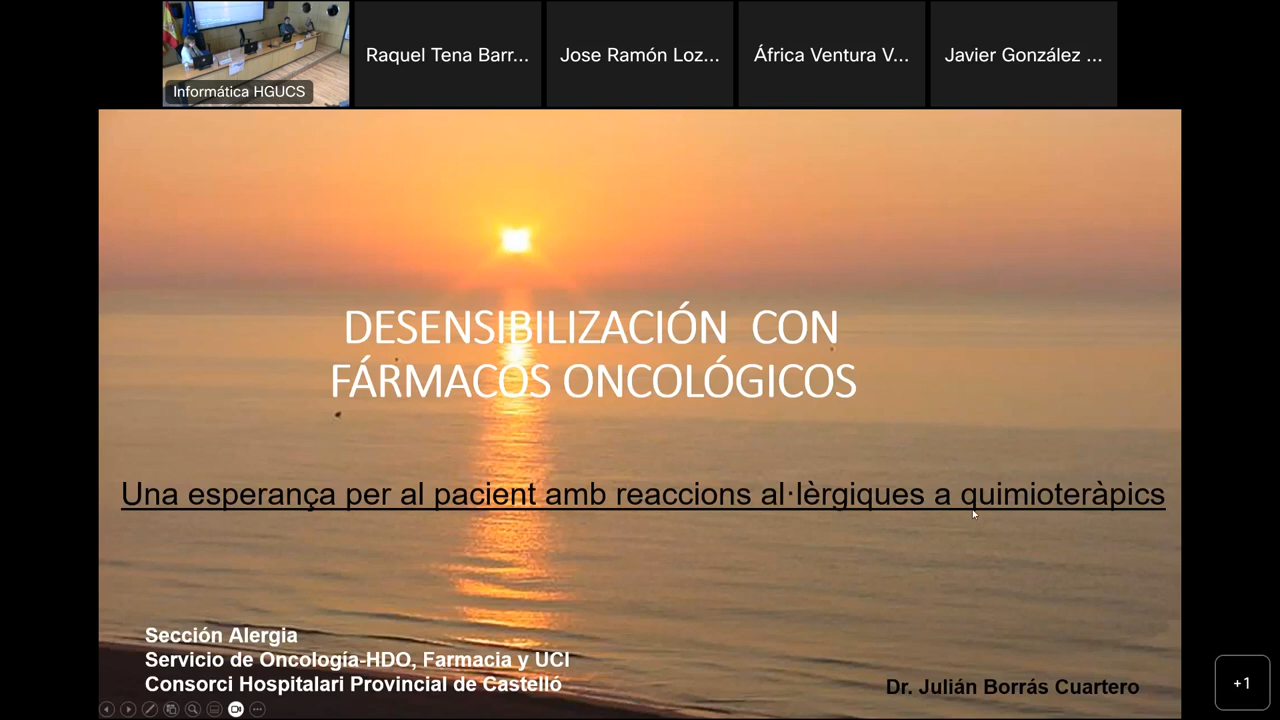 Informática HGUCS
Raquel Tena Barr...
Jose Ramón Loz...
África Ventura V...
Javier González ...
DESENSIBILIZACIÓN CON
FÁRMACOS ONCOLÓGICOS
Una esperança per al pacient amb reaccions al·lèrgiques a quimioteràpics
Sección Alergia
Servicio de Oncología-HDO, Farmacia y UCI
Consorci Hospitalari Provincial de Castelló
Dr. Julián Borrás Cuartero
+1